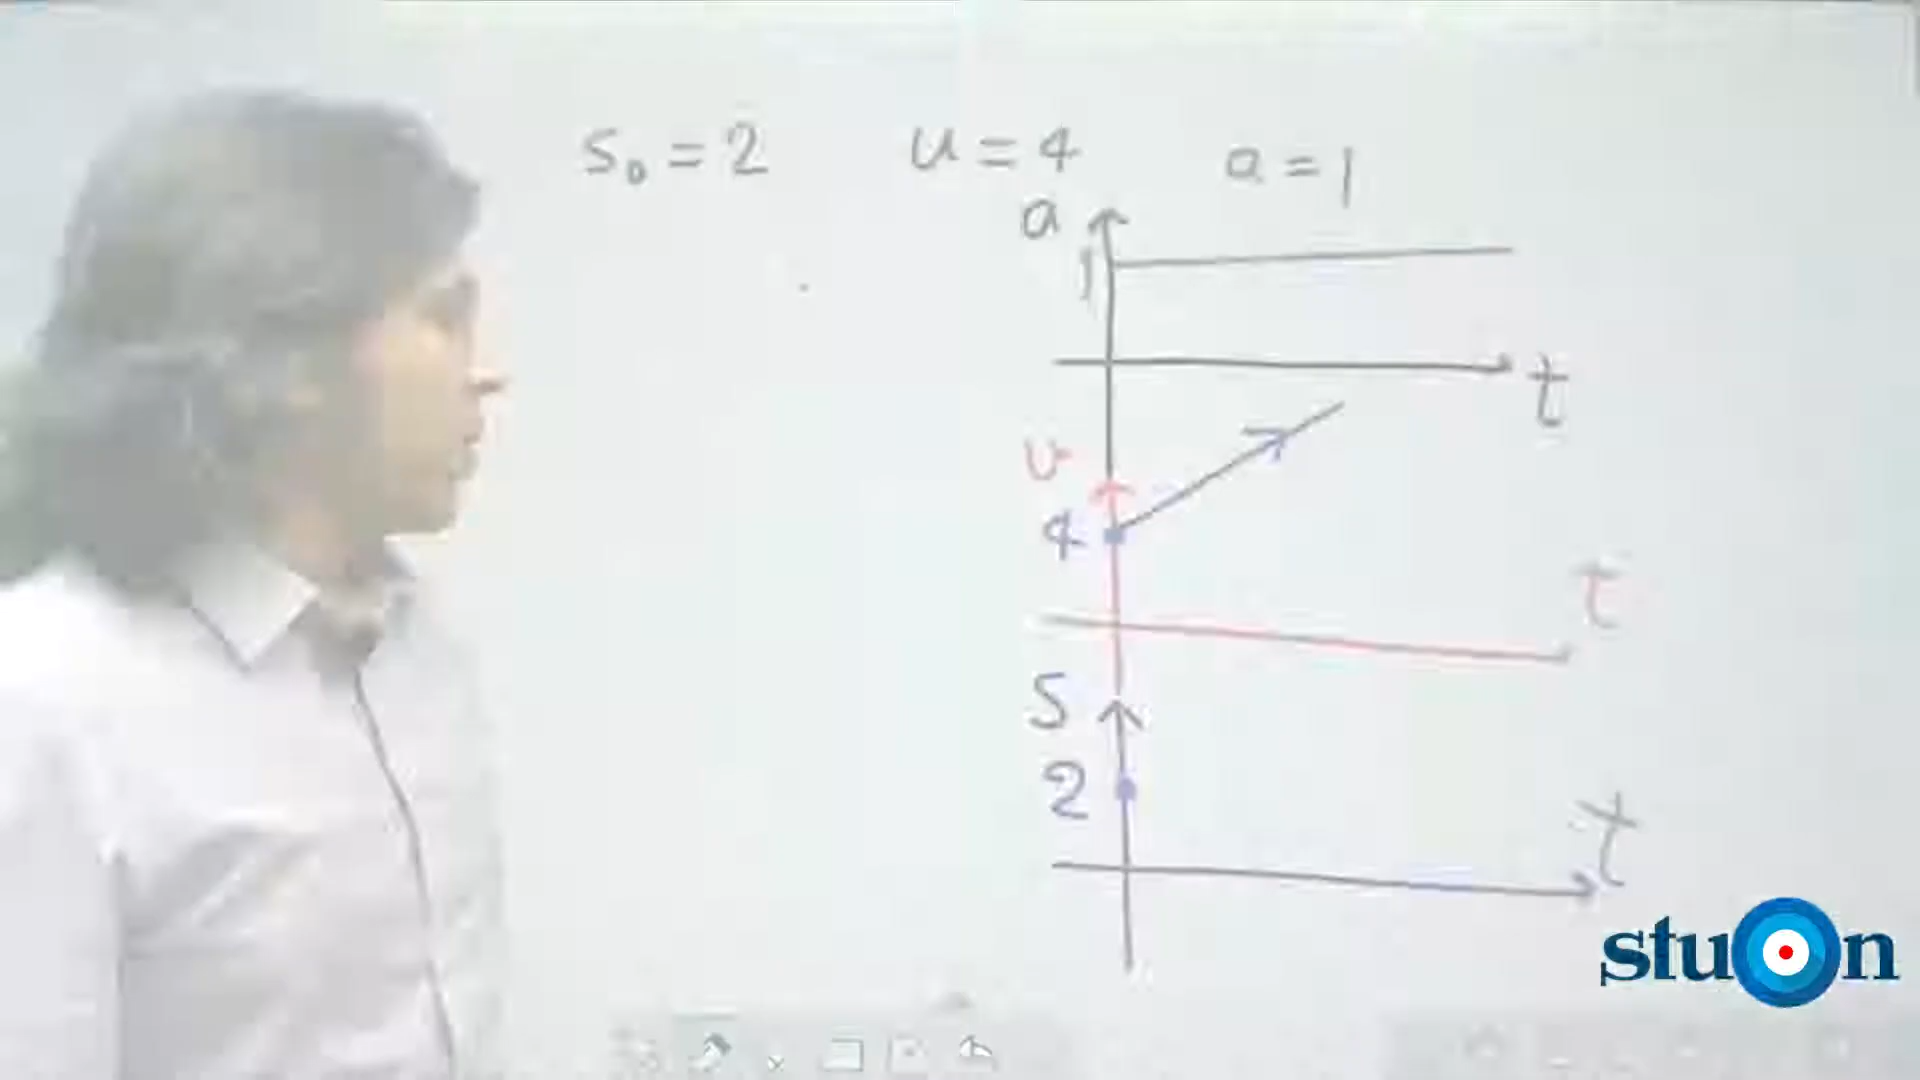 s₀ = 2 u = 4 a = 1
a
1
t
v
4
t
s
2
t
stuOn